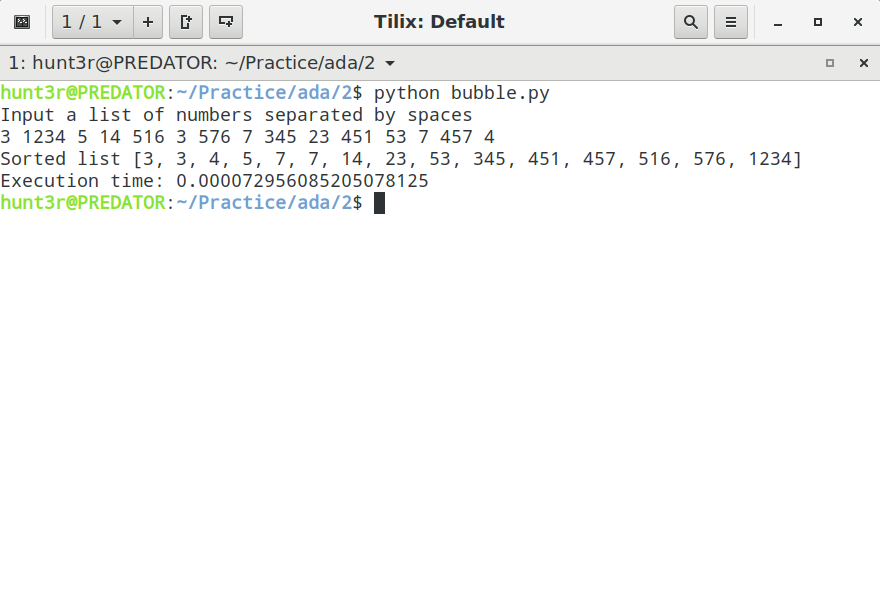 1 / 1
Tilix: Default
1: hunt3r@PREDATOR: ~/Practice/ada/2
hunt3r@PREDATOR:~/Practice/ada/2$ python bubble.py
Input a list of numbers separated by spaces
3 1234 5 14 516 3 576 7 345 23 451 53 7 457 4
Sorted list [3, 3, 4, 5, 7, 7, 14, 23, 53, 345, 451, 457, 516, 576, 1234]
Execution time: 0.000072956085205078125
hunt3r@PREDATOR:~/Practice/ada/2$